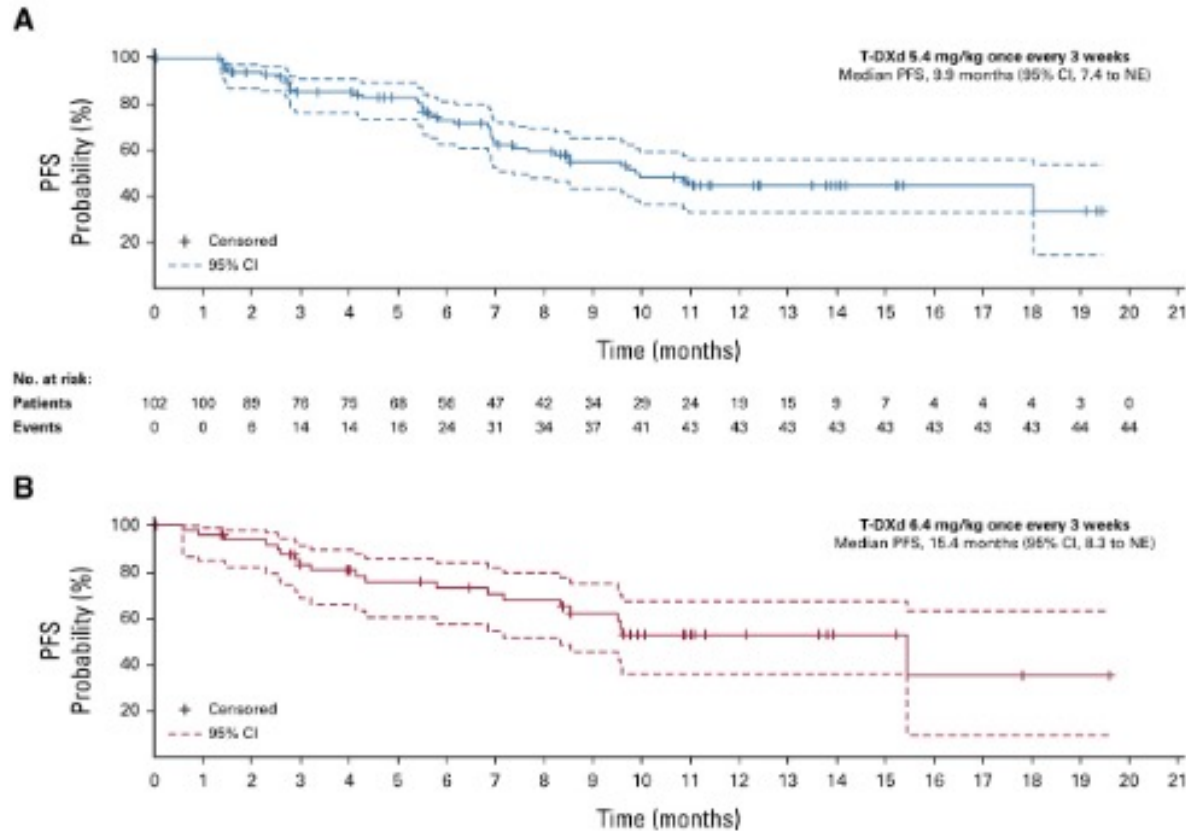 A
T-DXd 5.4 mg/kg once every 3 weeks
Median PFS, 9.9 months (95% CI, 7.4 to NE)
PFS
Probability (%)
100
80
60
40
20
Censored
95% CI
0 1 2 3 4 5 6 7 8 9 10 11 12 13 14 15 16 17 18 19 20 21
Time (months)
No. at risk:
Patients 102 100 89 76 75 68 56 47 42 34 29 24 19 15 9 7 4 4 4 3 0
Events 0 0 6 14 14 16 24 31 34 37 41 43 43 43 43 43 43 43 43 44 44
B
T-DXd 6.4 mg/kg once every 3 weeks
Median PFS, 15.4 months (95% CI, 8.3 to NE)
PFS
Probability (%)
100
80
60
40
20
Censored
95% CI
0 1 2 3 4 5 6 7 8 9 10 11 12 13 14 15 16 17 18 19 20 21
Time (months)